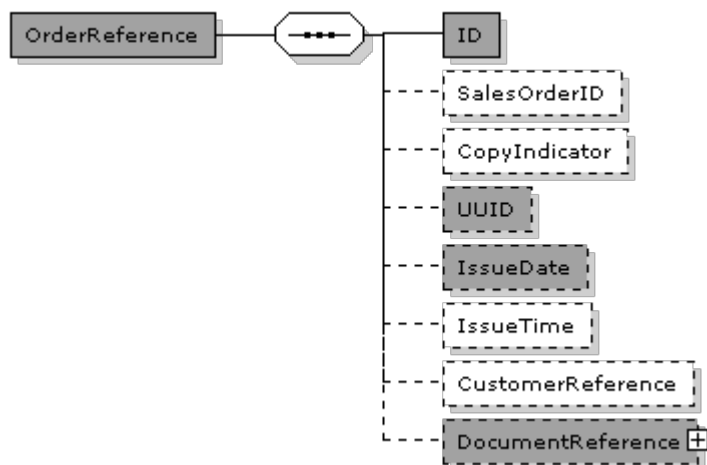 OrderReference
ID
SalesOrderID
CopyIndicator
UUID
IssueDate
IssueTime
CustomerReference
DocumentReference